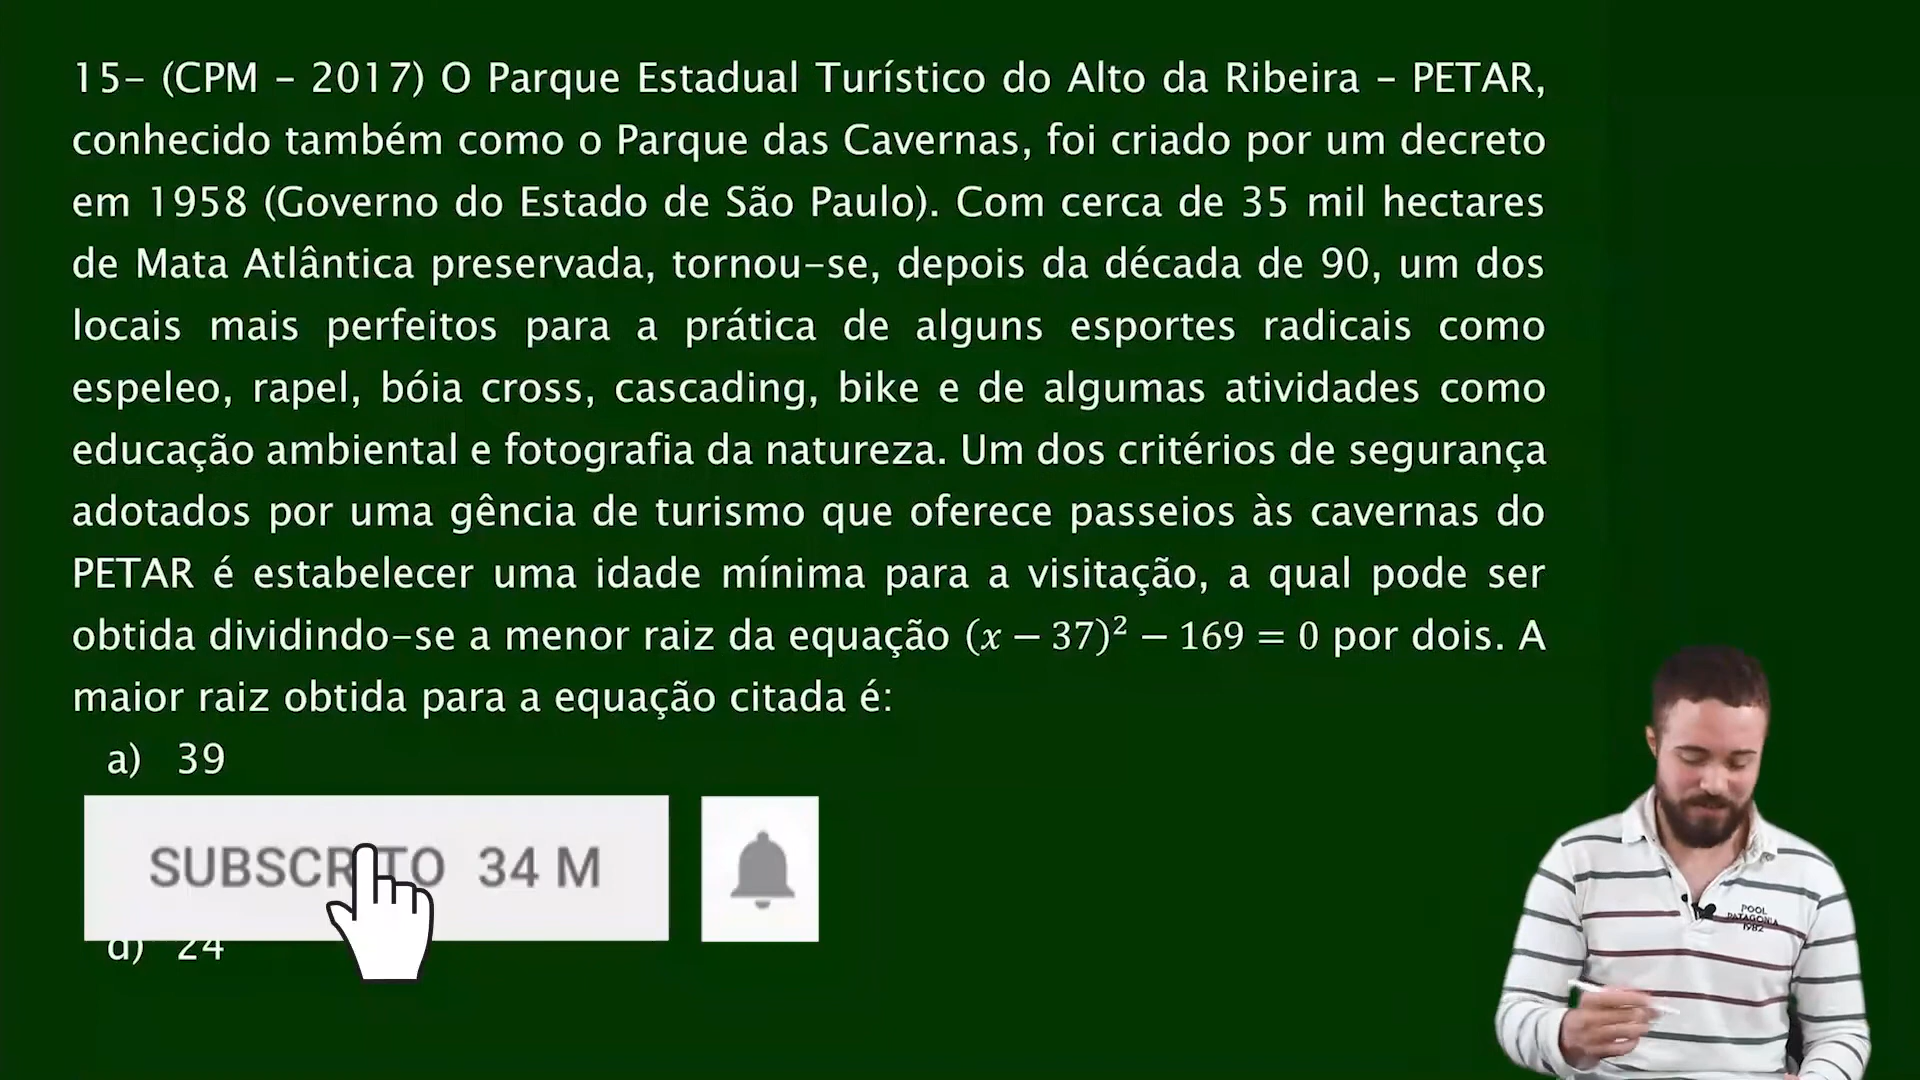 15- (CPM - 2017) O Parque Estadual Turístico do Alto da Ribeira - PETAR,
conhecido também como o Parque das Cavernas, foi criado por um decreto
em 1958 (Governo do Estado de São Paulo). Com cerca de 35 mil hectares
de Mata Atlântica preservada, tornou-se, depois da década de 90, um dos
locais mais perfeitos para a prática de alguns esportes radicais como
espeleo, rapel, bóia cross, cascading, bike e de algumas atividades como
educação ambiental e fotografia da natureza. Um dos critérios de segurança
adotados por uma gência de turismo que oferece passeios às cavernas do
PETAR é estabelecer uma idade mínima para a visitação, a qual pode ser
obtida dividindo-se a menor raiz da equação (x − 37)² − 169 = 0 por dois. A
maior raiz obtida para a equação citada é:
a) 39
SUBSCRITO 34 M
d) 24
POOL
PATAGONIA
1982